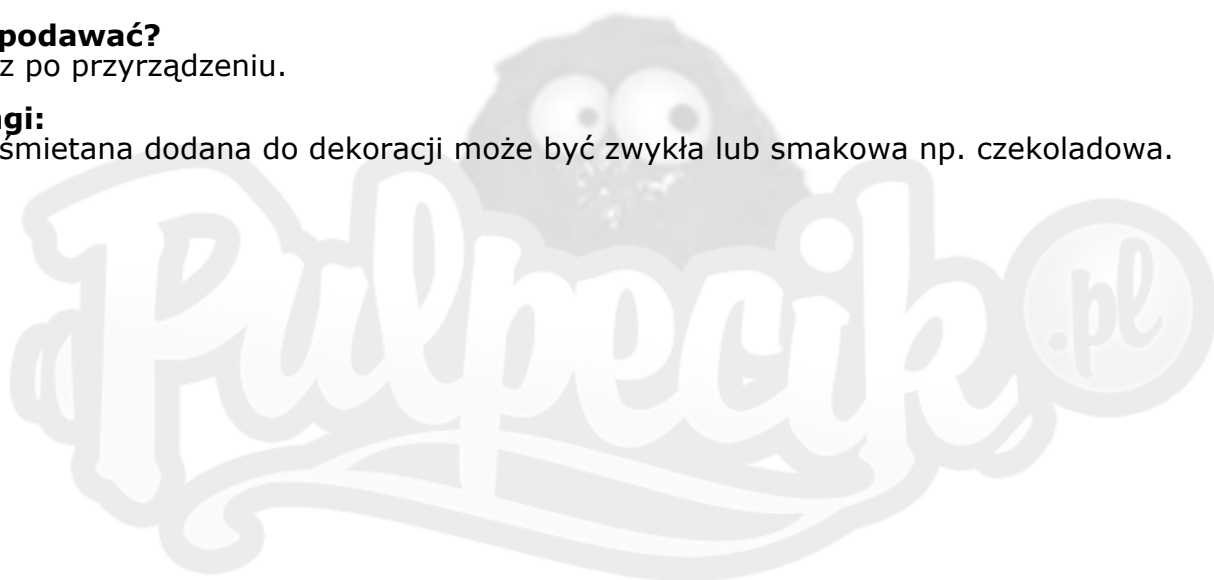 podawać?
z po przyrządzeniu.
gi:
śmietana dodana do dekoracji może być zwykła lub smakowa np. czekoladowa.
Pulpecik .pl